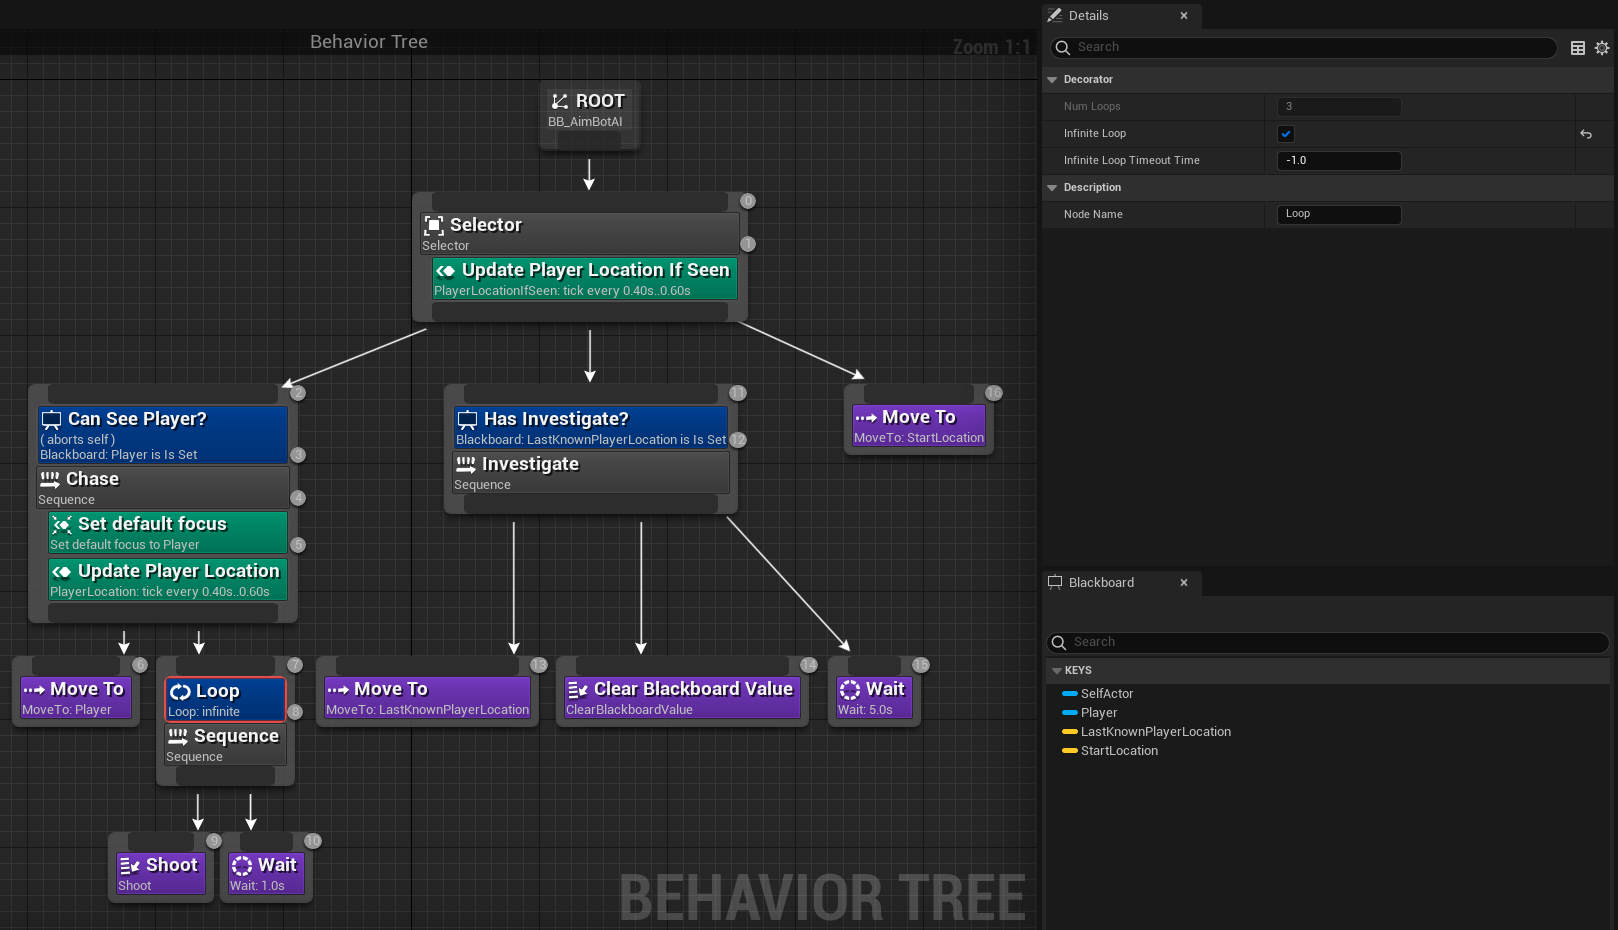 Behavior Tree
Zoom 1:1
ROOT
BB_AimBotAI
0
Selector
Selector
1
Update Player Location If Seen
PlayerLocationIfSeen: tick every 0.40s..0.60s
2
Can See Player?
( aborts self )
Blackboard: Player is Is Set
3
Chase
Sequence
4
Set default focus
Set default focus to Player
5
Update Player Location
PlayerLocation: tick every 0.40s..0.60s
11
Has Investigate?
Blackboard: LastKnownPlayerLocation is Is Set
12
Investigate
Sequence
16
Move To
MoveTo: StartLocation
6
Move To
MoveTo: Player
7
Loop
Loop: infinite
8
Sequence
Sequence
13
Move To
MoveTo: LastKnownPlayerLocation
14
Clear Blackboard Value
ClearBlackboardValue
15
Wait
Wait: 5.0s
9
Shoot
Shoot
10
Wait
Wait: 1.0s
BEHAVIOR TREE
Details
Search
Decorator
Num Loops
3
Infinite Loop
Infinite Loop Timeout Time
-1.0
Description
Node Name
Loop
Blackboard
Search
KEYS
SelfActor
Player
LastKnownPlayerLocation
StartLocation